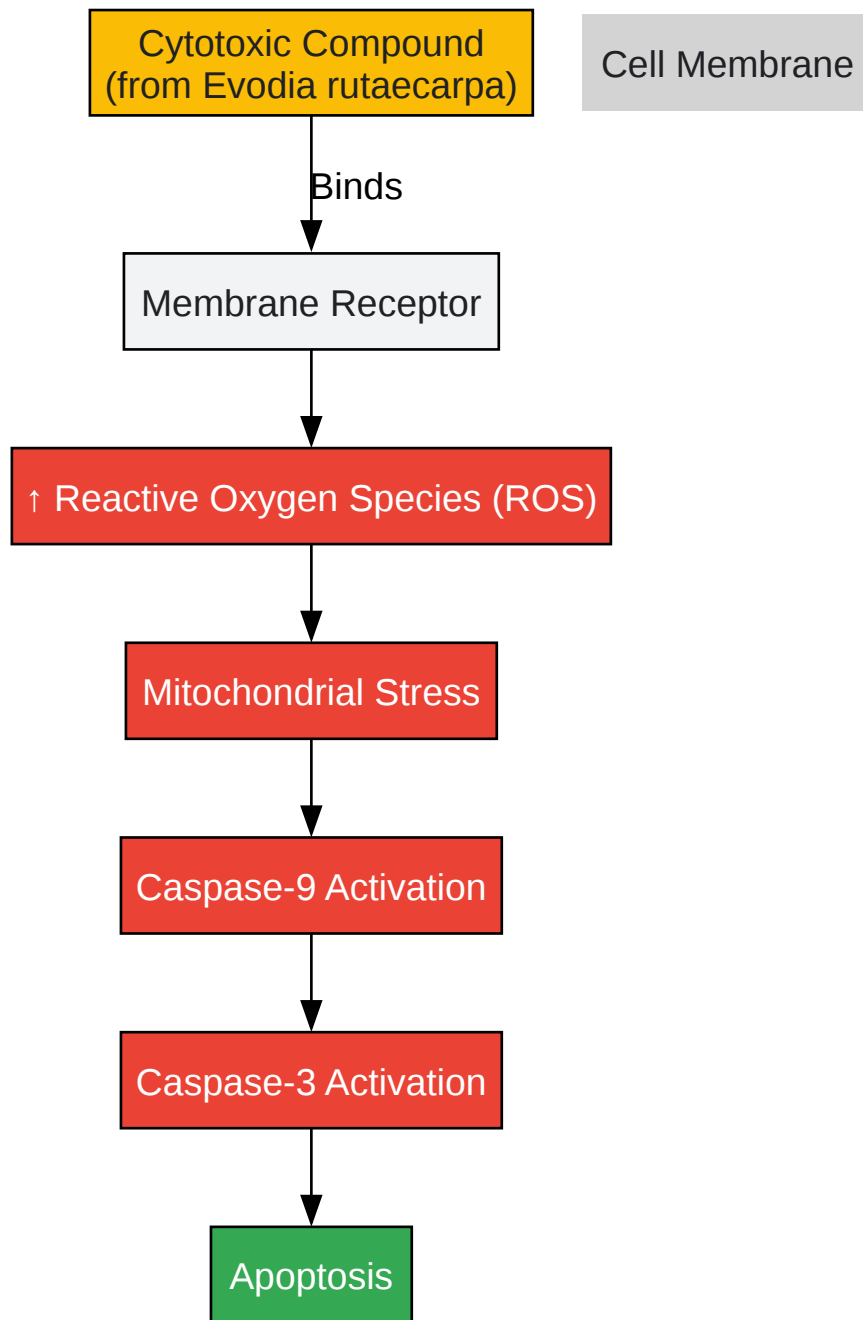 Cytotoxic Compound
(from Evodia rutaecarpa)
Cell Membrane
Binds
Membrane Receptor
↑ Reactive Oxygen Species (ROS)
Mitochondrial Stress
Caspase-9 Activation
Caspase-3 Activation
Apoptosis